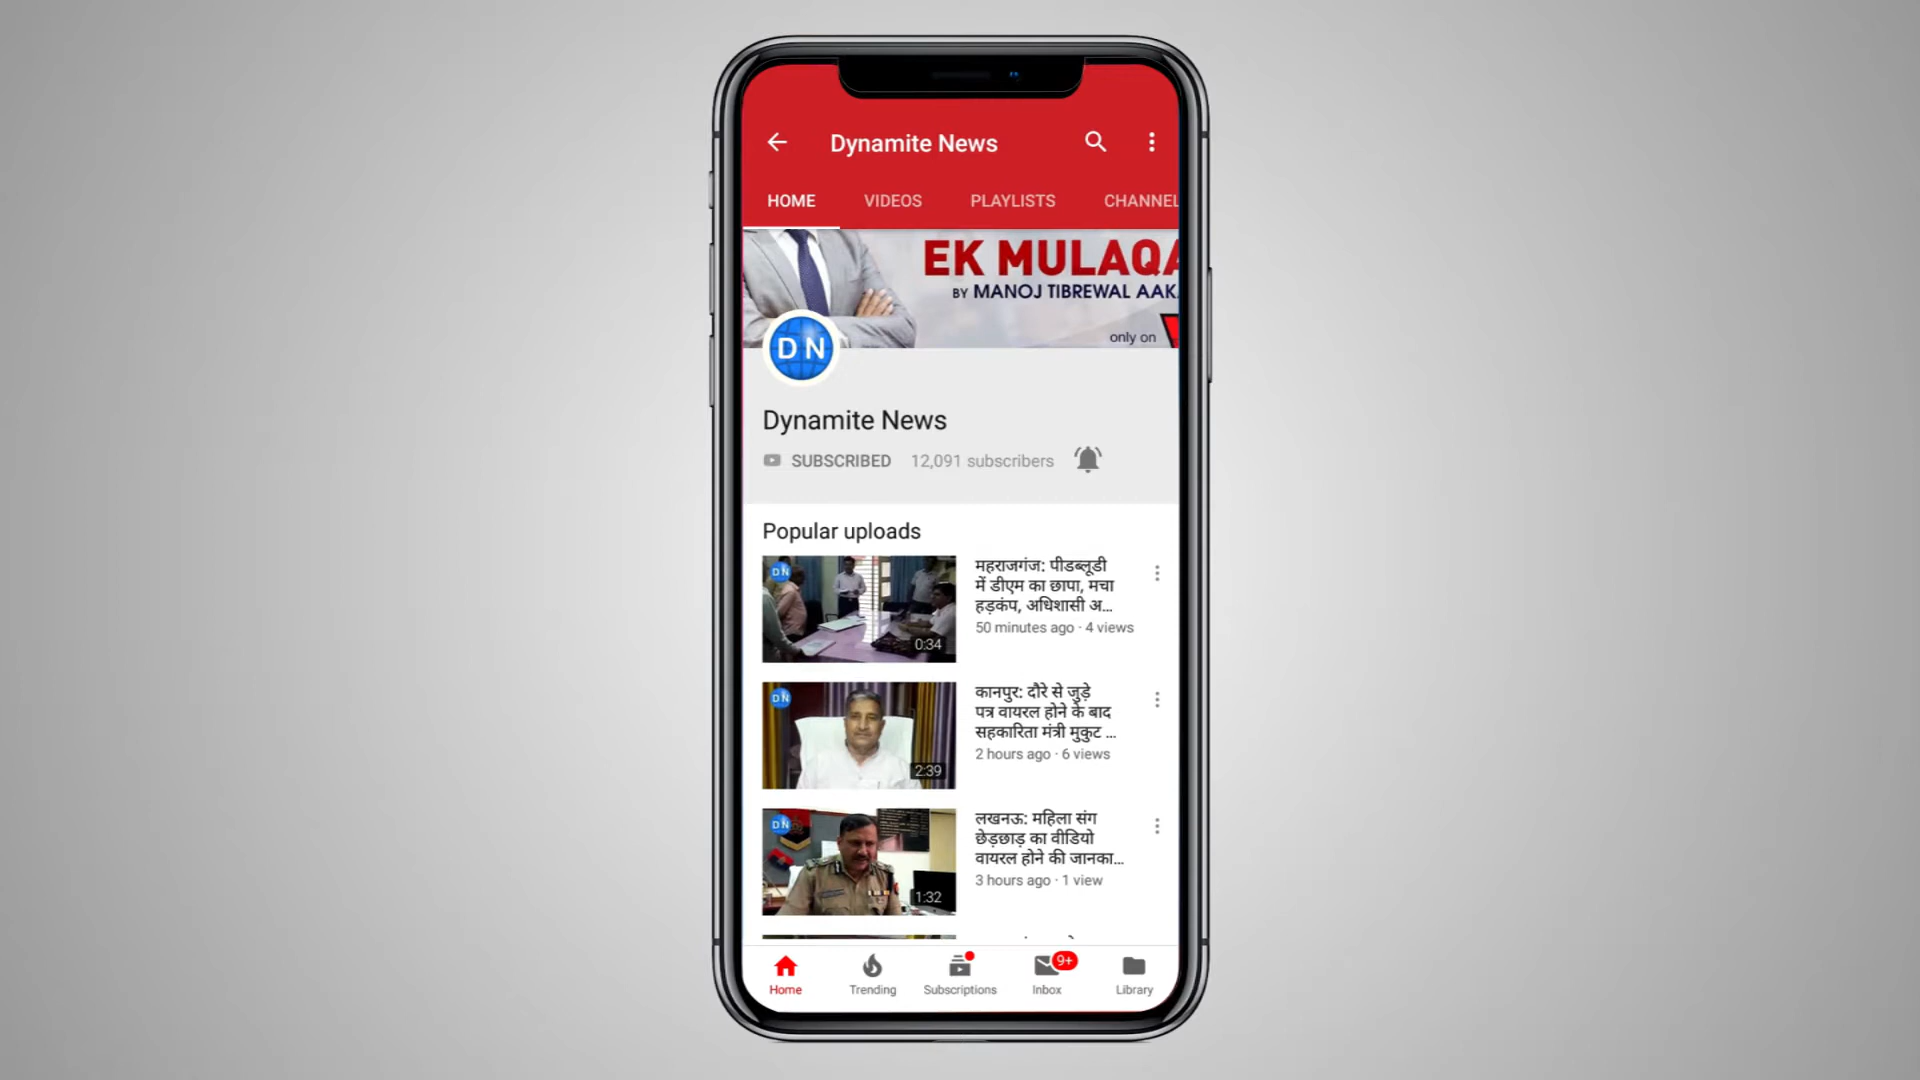 Dynamite News
HOME VIDEOS PLAYLISTS CHANNEL
EK MULAQA
BY MANOJ TIBREWAL AAK
only on
DN
Dynamite News
SUBSCRIBED 12,091 subscribers
Popular uploads
DN
0:34
महराजगंज: पीडब्लूडी
में डीएम का छापा, मचा
हड़कंप, अधिशासी अ...
50 minutes ago · 4 views
DN
2:39
कानपुर: दौरे से जुड़े
पत्र वायरल होने के बाद
सहकारिता मंत्री मुकुट ...
2 hours ago · 6 views
DN
1:32
लखनऊ: महिला संग
छेड़छाड़ का वीडियो
वायरल होने की जानका...
3 hours ago · 1 view
9+
Home Trending Subscriptions Inbox Library